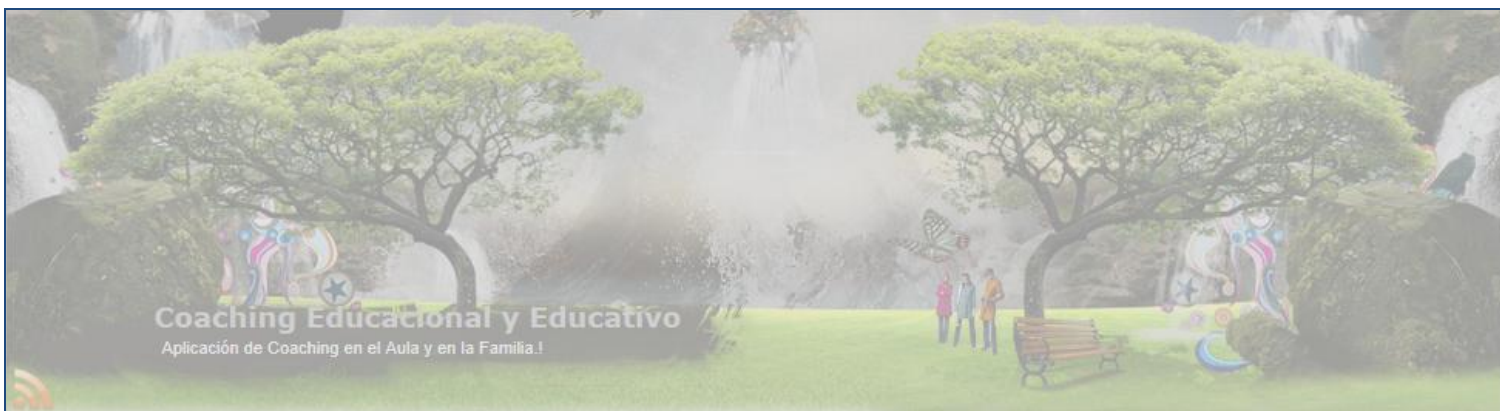 Coaching Educacional y Educativo
Aplicación de Coaching en el Aula y en la Familia.!